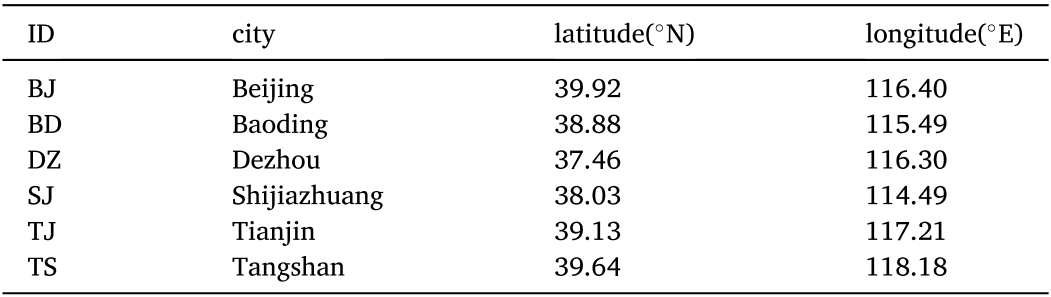 ID city latitude(°N) longitude(°E)
BJ Beijing 39.92 116.40
BD Baoding 38.88 115.49
DZ Dezhou 37.46 116.30
SJ Shijiazhuang 38.03 114.49
TJ Tianjin 39.13 117.21
TS Tangshan 39.64 118.18